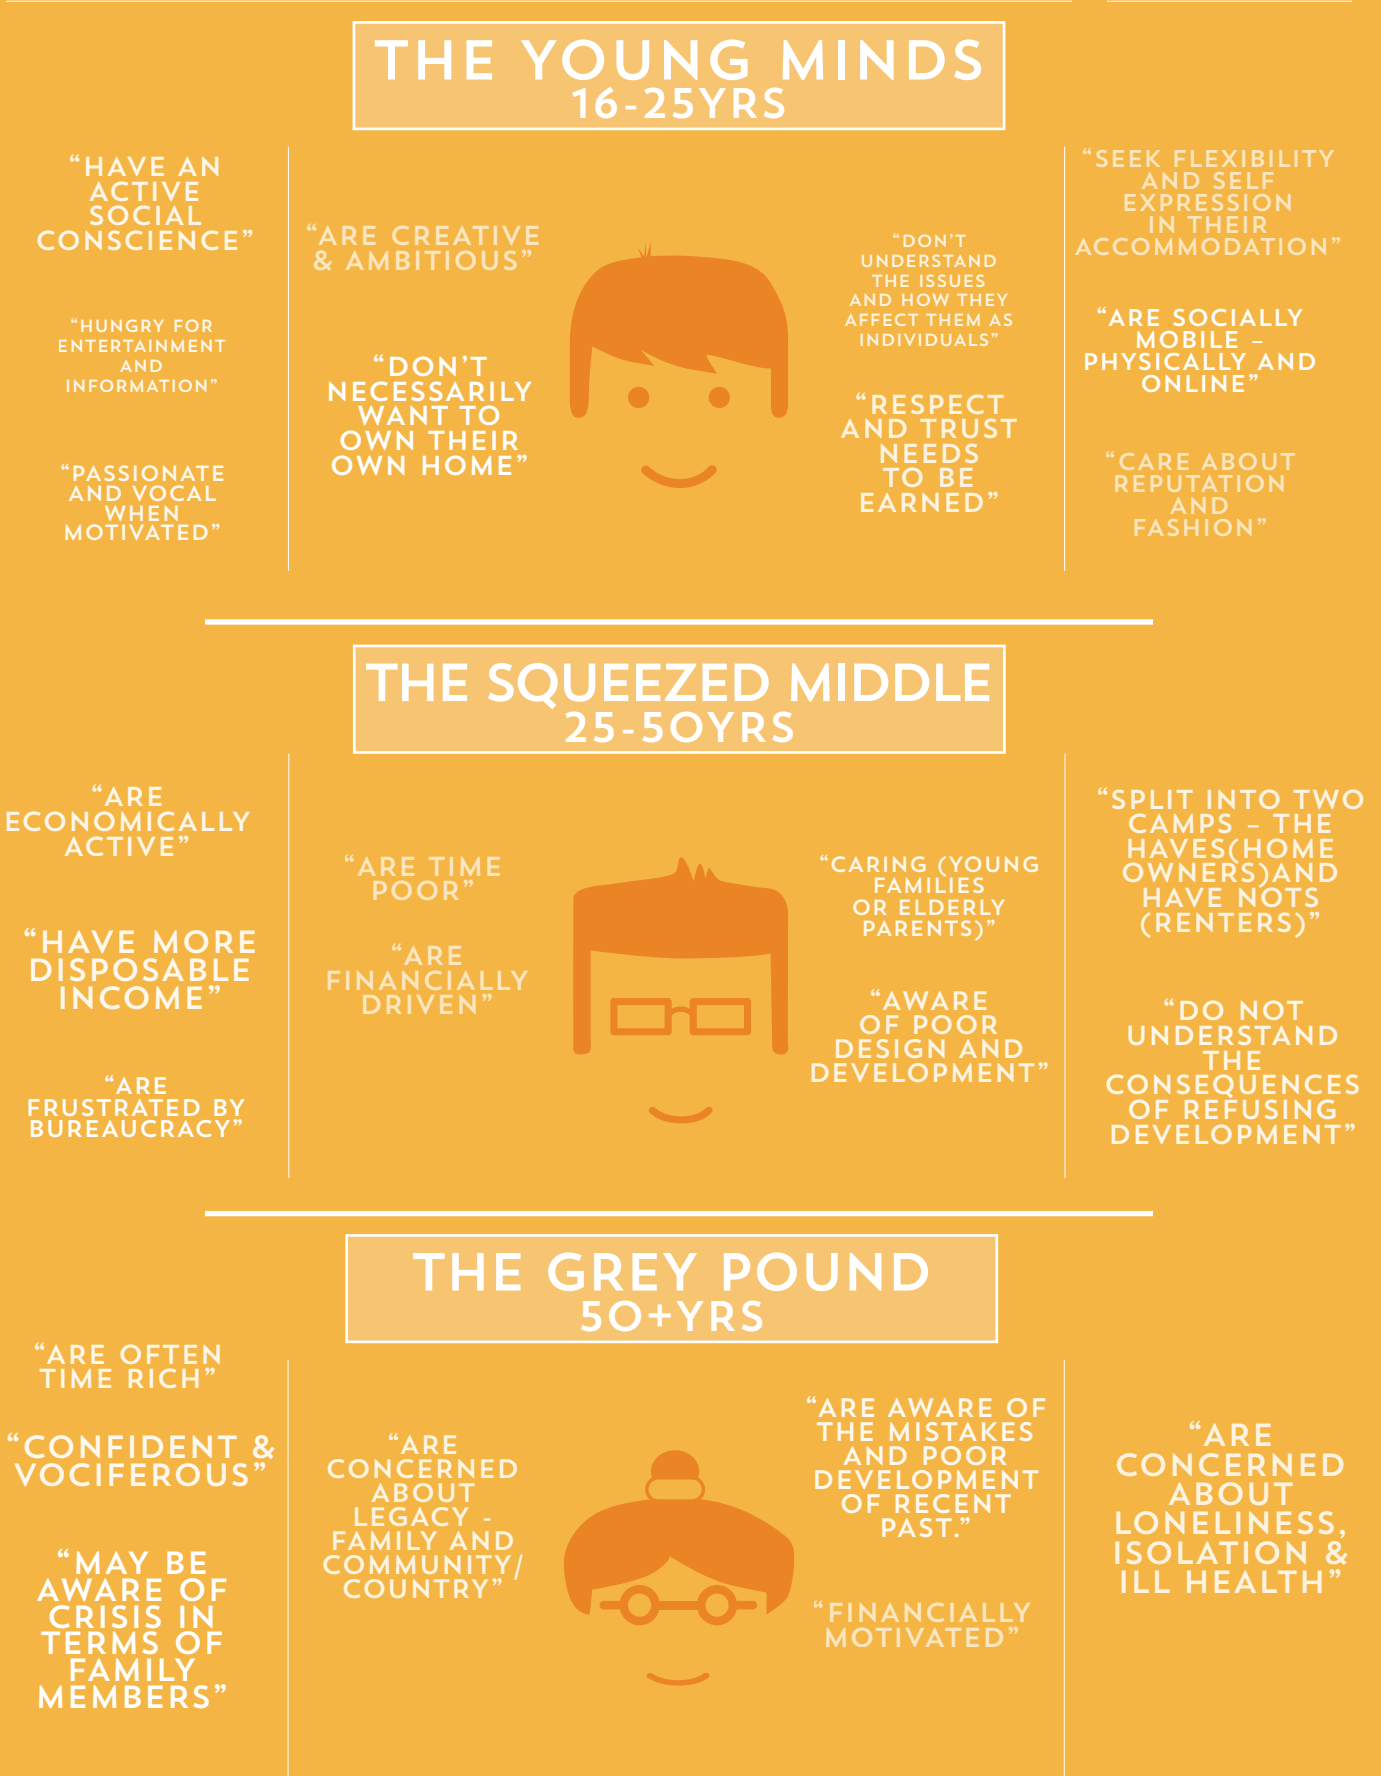 THE YOUNG MINDS
16-25YRS
“HAVE AN
ACTIVE
SOCIAL
CONSCIENCE”
“HUNGRY FOR
ENTERTAINMENT
AND
INFORMATION”
“PASSIONATE
AND VOCAL
WHEN
MOTIVATED”
“ARE CREATIVE
& AMBITIOUS”
“DON’T
NECESSARILY
WANT TO
OWN THEIR
OWN HOME”
“DON’T
UNDERSTAND
THE ISSUES
AND HOW THEY
AFFECT THEM AS
INDIVIDUALS”
“RESPECT
AND TRUST
NEEDS
TO BE
EARNED”
“SEEK FLEXIBILITY
AND SELF
EXPRESSION
IN THEIR
ACCOMMODATION”
“ARE SOCIALLY
MOBILE –
PHYSICALLY AND
ONLINE”
“CARE ABOUT
REPUTATION
AND
FASHION”
THE SQUEEZED MIDDLE
25-50YRS
“ARE
ECONOMICALLY
ACTIVE”
“HAVE MORE
DISPOSABLE
INCOME”
“ARE
FRUSTRATED BY
BUREAUCRACY”
“ARE TIME
POOR”
“ARE
FINANCIALLY
DRIVEN”
“CARING (YOUNG
FAMILIES
OR ELDERLY
PARENTS)”
“AWARE
OF POOR
DESIGN AND
DEVELOPMENT”
“SPLIT INTO TWO
CAMPS – THE
HAVES(HOME
OWNERS)AND
HAVE NOTS
(RENTERS)”
“DO NOT
UNDERSTAND
THE
CONSEQUENCES
OF REFUSING
DEVELOPMENT”
THE GREY POUND
50+YRS
“ARE OFTEN
TIME RICH”
“CONFIDENT &
VOCIFEROUS”
“MAY BE
AWARE OF
CRISIS IN
TERMS OF
FAMILY
MEMBERS”
“ARE
CONCERNED
ABOUT
LEGACY -
FAMILY AND
COMMUNITY/
COUNTRY”
“ARE AWARE OF
THE MISTAKES
AND POOR
DEVELOPMENT
OF RECENT
PAST.”
“FINANCIALLY
MOTIVATED”
“ARE
CONCERNED
ABOUT
LONELINESS,
ISOLATION &
ILL HEALTH”